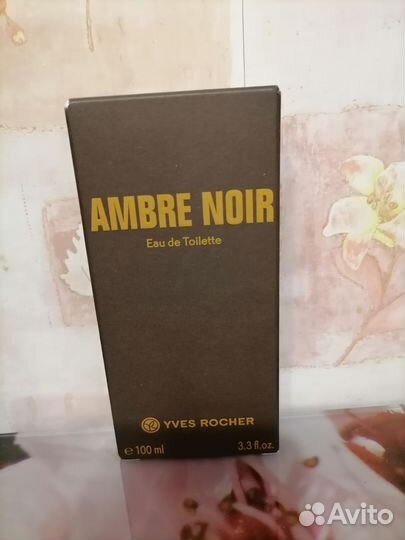 AMBRE NOIR
Eau de Toilette
YVES ROCHER
e 100 ml 3.3 fl.oz.
Avito